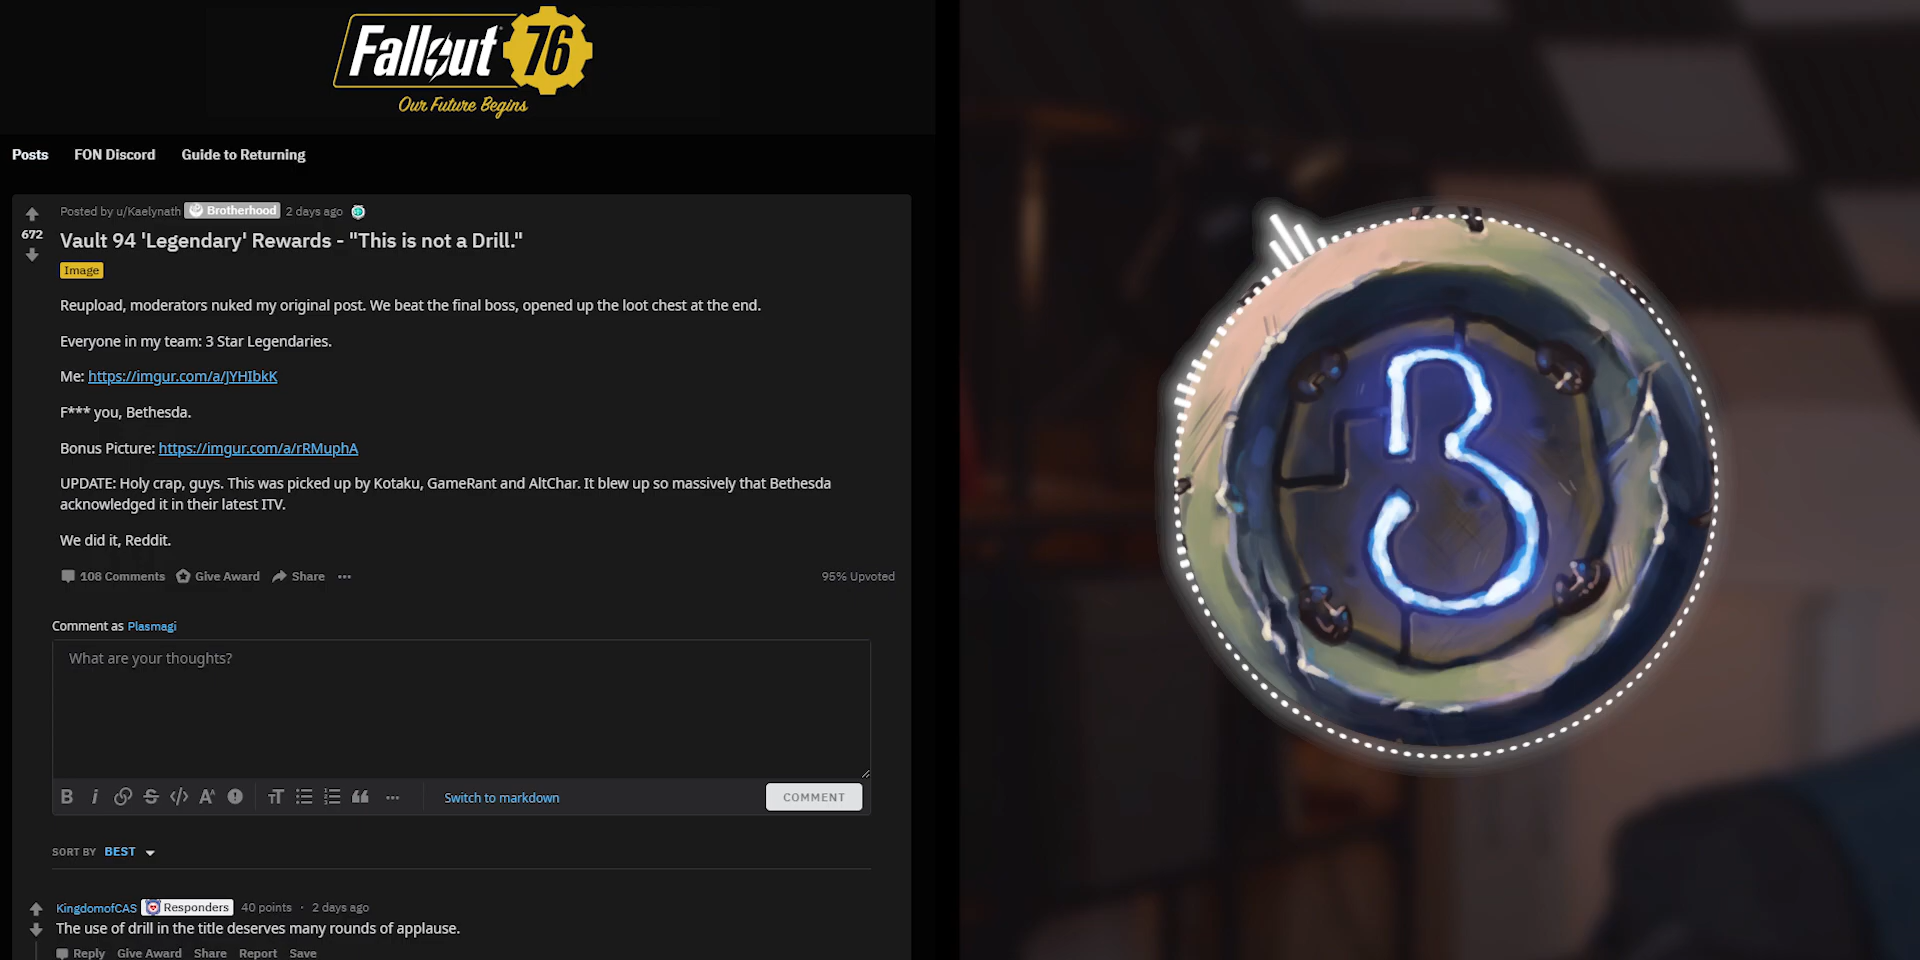 Fallout 76
Our Future Begins
Posts FON Discord Guide to Returning
Posted by u/Kaelynath Brotherhood 2 days ago
672
Vault 94 'Legendary' Rewards - "This is not a Drill."
Image
Reupload, moderators nuked my original post. We beat the final boss, opened up the loot chest at the end.
Everyone in my team: 3 Star Legendaries.
Me: https://imgur.com/a/JYHIbkK
F*** you, Bethesda.
Bonus Picture: https://imgur.com/a/rRMuphA
UPDATE: Holy crap, guys. This was picked up by Kotaku, GameRant and AltChar. It blew up so massively that Bethesda
acknowledged it in their latest ITV.
We did it, Reddit.
108 Comments Give Award Share ...
95% Upvoted
Comment as Plasmagi
What are your thoughts?
B i S </> A T ... Switch to markdown COMMENT
SORT BY BEST
KingdomofCAS Responders 40 points · 2 days ago
The use of drill in the title deserves many rounds of applause.
Reply Give Award Share Report Save